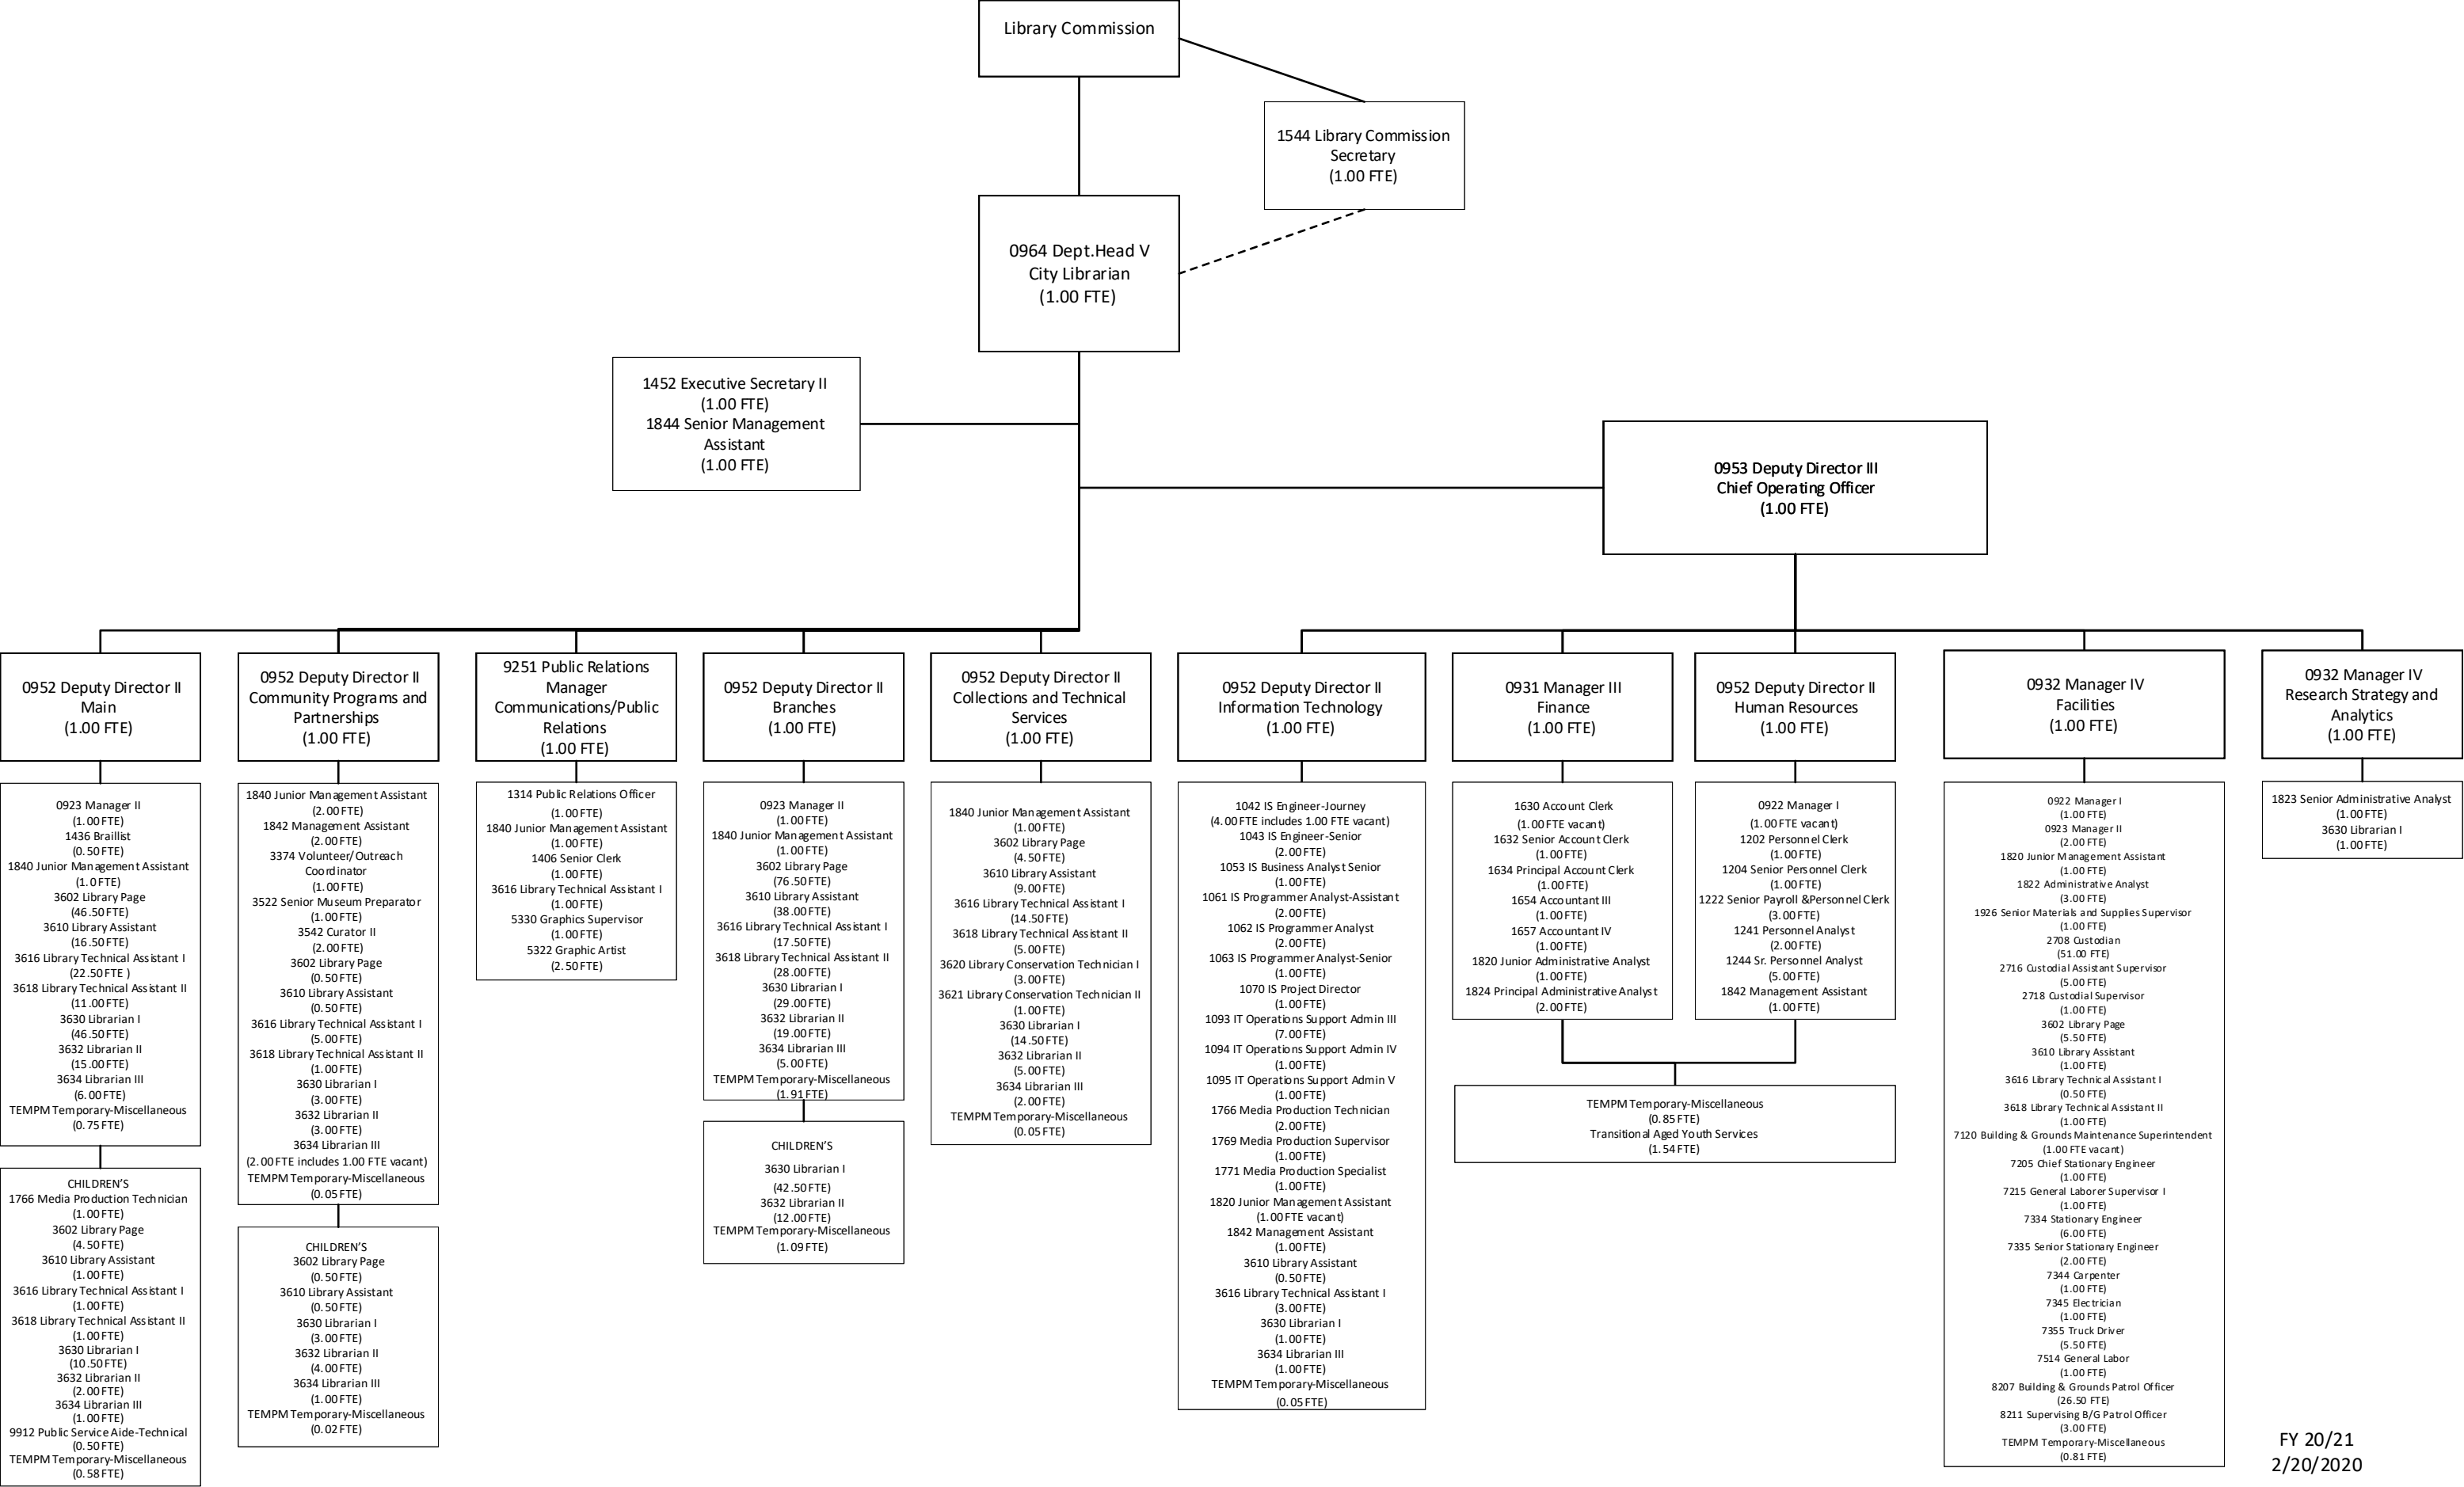 Library Commission
1544 Library Commission
Secretary
(1.00 FTE)
0964 Dept.Head V
City Librarian
(1.00 FTE)
1452 Executive Secretary II
(1.00 FTE)
1844 Senior Management
Assistant
(1.00 FTE)
0953 Deputy Director III
Chief Operating Officer
(1.00 FTE)
0952 Deputy Director II
Main
(1.00 FTE)
0923 Manager II
(1.00 FTE)
1436 Braillist
(0.50 FTE)
1840 Junior Management Assistant
(1.0 FTE)
3602 Library Page
(46.50 FTE)
3610 Library Assistant
(16.50 FTE)
3616 Library Technical Assistant I
(22.50 FTE )
3618 Library Technical Assistant II
(11.00 FTE)
3630 Librarian I
(46.50 FTE)
3632 Librarian II
(15.00 FTE)
3634 Librarian III
(6.00 FTE)
TEMPM Temporary-Miscellaneous
(0.75 FTE)
CHILDREN'S
1766 Media Production Technician
(1.00 FTE)
3602 Library Page
(4.50 FTE)
3610 Library Assistant
(1.00 FTE)
3616 Library Technical Assistant I
(1.00 FTE)
3618 Library Technical Assistant II
(1.00 FTE)
3630 Librarian I
(10.50 FTE)
3632 Librarian II
(2.00 FTE)
3634 Librarian III
(1.00 FTE)
9912 Public Service Aide-Technical
(0.50 FTE)
TEMPM Temporary-Miscellaneous
(0.58 FTE)
0952 Deputy Director II
Community Programs and
Partnerships
(1.00 FTE)
1840 Junior Management Assistant
(2.00 FTE)
1842 Management Assistant
(2.00 FTE)
3374 Volunteer/Outreach
Coordinator
(1.00 FTE)
3522 Senior Museum Preparator
(1.00 FTE)
3542 Curator II
(2.00 FTE)
3602 Library Page
(0.50 FTE)
3610 Library Assistant
(0.50 FTE)
3616 Library Technical Assistant I
(5.00 FTE)
3618 Library Technical Assistant II
(1.00 FTE)
3630 Librarian I
(3.00 FTE)
3632 Librarian II
(3.00 FTE)
3634 Librarian III
(2.00 FTE includes 1.00 FTE vacant)
TEMPM Temporary-Miscellaneous
(0.05 FTE)
CHILDREN'S
3602 Library Page
(0.50 FTE)
3610 Library Assistant
(0.50 FTE)
3630 Librarian I
(3.00 FTE)
3632 Librarian II
(4.00 FTE)
3634 Librarian III
(1.00 FTE)
TEMPM Temporary-Miscellaneous
(0.02 FTE)
9251 Public Relations
Manager
Communications/Public
Relations
(1.00 FTE)
1314 Public Relations Officer
(1.00 FTE)
1840 Junior Management Assistant
(1.00 FTE)
1406 Senior Clerk
(1.00 FTE)
3616 Library Technical Assistant I
(1.00 FTE)
5330 Graphics Supervisor
(1.00 FTE)
5322 Graphic Artist
(2.50 FTE)
0952 Deputy Director II
Branches
(1.00 FTE)
0923 Manager II
(1.00 FTE)
1840 Junior Management Assistant
(1.00 FTE)
3602 Library Page
(76.50 FTE)
3610 Library Assistant
(38.00 FTE)
3616 Library Technical Assistant I
(17.50 FTE)
3618 Library Technical Assistant II
(28.00 FTE)
3630 Librarian I
(29.00 FTE)
3632 Librarian II
(19.00 FTE)
3634 Librarian III
(5.00 FTE)
TEMPM Temporary-Miscellaneous
(1.91 FTE)
CHILDREN'S
3630 Librarian I
(42.50 FTE)
3632 Librarian II
(12.00 FTE)
TEMPM Temporary-Miscellaneous
(1.09 FTE)
0952 Deputy Director II
Collections and Technical
Services
(1.00 FTE)
1840 Junior Management Assistant
(1.00 FTE)
3602 Library Page
(4.50 FTE)
3610 Library Assistant
(9.00 FTE)
3616 Library Technical Assistant I
(14.50 FTE)
3618 Library Technical Assistant II
(5.00 FTE)
3620 Library Conservation Technician I
(3.00 FTE)
3621 Library Conservation Technician II
(1.00 FTE)
3630 Librarian I
(14.50 FTE)
3632 Librarian II
(5.00 FTE)
3634 Librarian III
(2.00 FTE)
TEMPM Temporary-Miscellaneous
(0.05 FTE)
0952 Deputy Director II
Information Technology
(1.00 FTE)
1042 IS Engineer-Journey
(4.00 FTE includes 1.00 FTE vacant)
1043 IS Engineer-Senior
(2.00 FTE)
1053 IS Business Analyst Senior
(1.00 FTE)
1061 IS Programmer Analyst-Assistant
(2.00 FTE)
1062 IS Programmer Analyst
(2.00 FTE)
1063 IS Programmer Analyst-Senior
(1.00 FTE)
1070 IS Project Director
(1.00 FTE)
1093 IT Operations Support Admin III
(7.00 FTE)
1094 IT Operations Support Admin IV
(1.00 FTE)
1095 IT Operations Support Admin V
(1.00 FTE)
1766 Media Production Technician
(2.00 FTE)
1769 Media Production Supervisor
(1.00 FTE)
1771 Media Production Specialist
(1.00 FTE)
1820 Junior Management Assistant
(1.00 FTE vacant)
1842 Management Assistant
(1.00 FTE)
3610 Library Assistant
(0.50 FTE)
3616 Library Technical Assistant I
(3.00 FTE)
3630 Librarian I
(1.00 FTE)
3634 Librarian III
(1.00 FTE)
TEMPM Temporary-Miscellaneous
(0.05 FTE)
0931 Manager III
Finance
(1.00 FTE)
1630 Account Clerk
(1.00 FTE vacant)
1632 Senior Account Clerk
(1.00 FTE)
1634 Principal Account Clerk
(1.00 FTE)
1654 Accountant III
(1.00 FTE)
1657 Accountant IV
(1.00 FTE)
1820 Junior Administrative Analyst
(1.00 FTE)
1824 Principal Administrative Analyst
(2.00 FTE)
0952 Deputy Director II
Human Resources
(1.00 FTE)
0922 Manager I
(1.00 FTE vacant)
1202 Personnel Clerk
(1.00 FTE)
1204 Senior Personnel Clerk
(1.00 FTE)
1222 Senior Payroll &Personnel Clerk
(3.00 FTE)
1241 Personnel Analyst
(2.00 FTE)
1244 Sr. Personnel Analyst
(5.00 FTE)
1842 Management Assistant
(1.00 FTE)
TEMPM Temporary-Miscellaneous
(0.85 FTE)
Transitional Aged Youth Services
(1.54 FTE)
0932 Manager IV
Facilities
(1.00 FTE)
0922 Manager I
(1.00 FTE)
0923 Manager II
(2.00 FTE)
1820 Junior Management Assistant
(1.00 FTE)
1822 Administrative Analyst
(3.00 FTE)
1926 Senior Materials and Supplies Supervisor
(1.00 FTE)
2708 Custodian
(51.00 FTE)
2716 Custodial Assistant Supervisor
(5.00 FTE)
2718 Custodial Supervisor
(1.00 FTE)
3602 Library Page
(5.50 FTE)
3610 Library Assistant
(1.00 FTE)
3616 Library Technical Assistant I
(0.50 FTE)
3618 Library Technical Assistant II
(1.00 FTE)
7120 Building & Grounds Maintenance Superintendent
(1.00 FTE vacant)
7205 Chief Stationary Engineer
(1.00 FTE)
7215 General Laborer Supervisor I
(1.00 FTE)
7334 Stationary Engineer
(6.00 FTE)
7335 Senior Stationary Engineer
(2.00 FTE)
7344 Carpenter
(1.00 FTE)
7345 Electrician
(1.00 FTE)
7355 Truck Driver
(5.50 FTE)
7514 General Labor
(1.00 FTE)
8207 Building & Grounds Patrol Officer
(26.50 FTE)
8211 Supervising B/G Patrol Officer
(3.00 FTE)
TEMPM Temporary-Miscellaneous
(0.81 FTE)
0932 Manager IV
Research Strategy and
Analytics
(1.00 FTE)
1823 Senior Administrative Analyst
(1.00 FTE)
3630 Librarian I
(1.00 FTE)
FY 20/21
2/20/2020